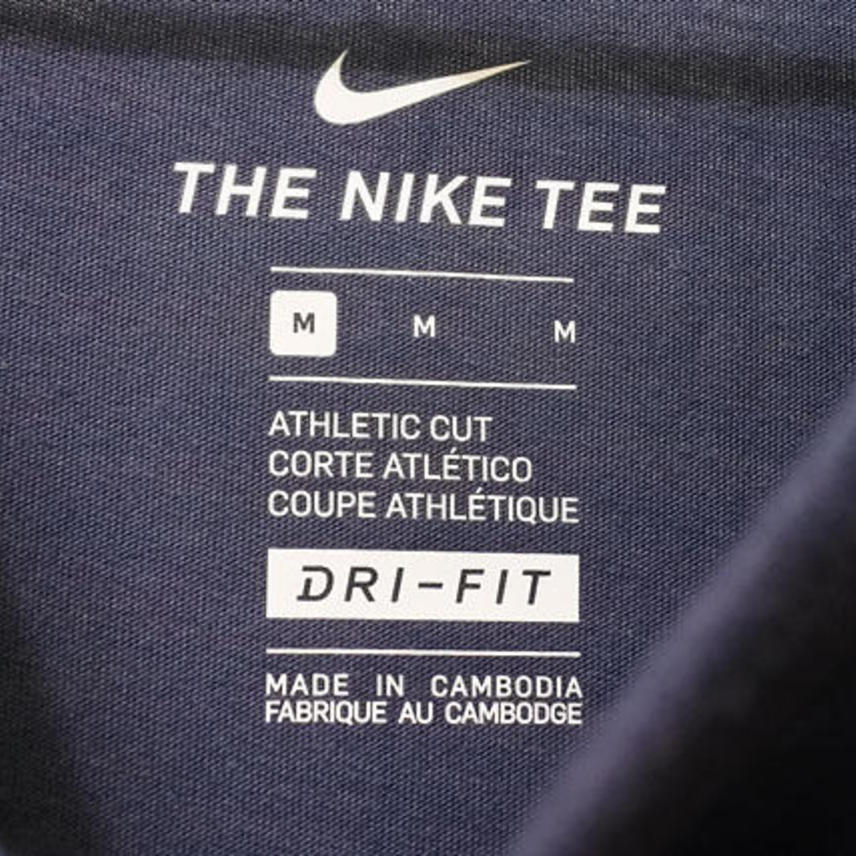 THE NIKE TEE
M M M
ATHLETIC CUT
CORTE ATLÉTICO
COUPE ATHLÉTIQUE
DRI-FIT
MADE IN CAMBODIA
FABRIQUE AU CAMBODGE